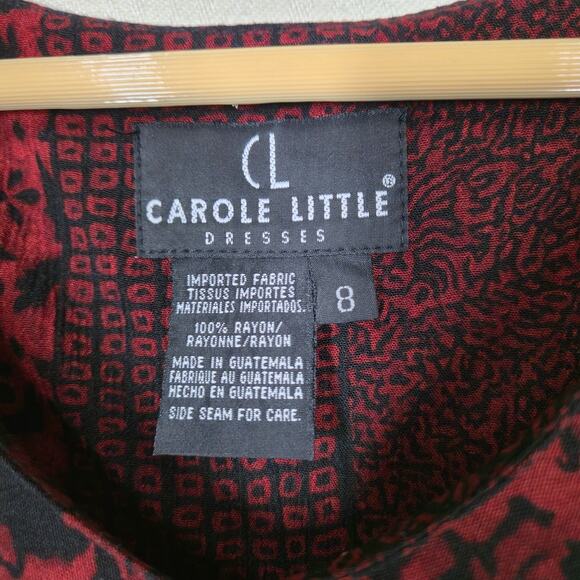 CL
CAROLE LITTLE®
DRESSES
IMPORTED FABRIC
TISSUS IMPORTES
MATERIALES IMPORTADOS.
100% RAYON/
RAYONNE/RAYON
MADE IN GUATEMALA
FABRIQUE AU GUATEMALA
HECHO EN GUATEMALA
SIDE SEAM FOR CARE.
8